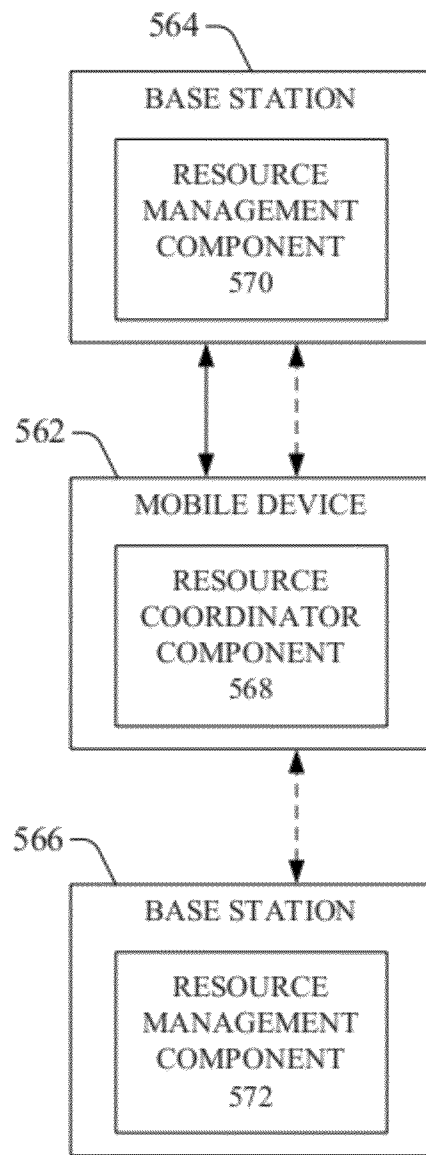 564
BASE STATION
RESOURCE
MANAGEMENT
COMPONENT
570
562
MOBILE DEVICE
RESOURCE
COORDINATOR
COMPONENT
568
566
BASE STATION
RESOURCE
MANAGEMENT
COMPONENT
572